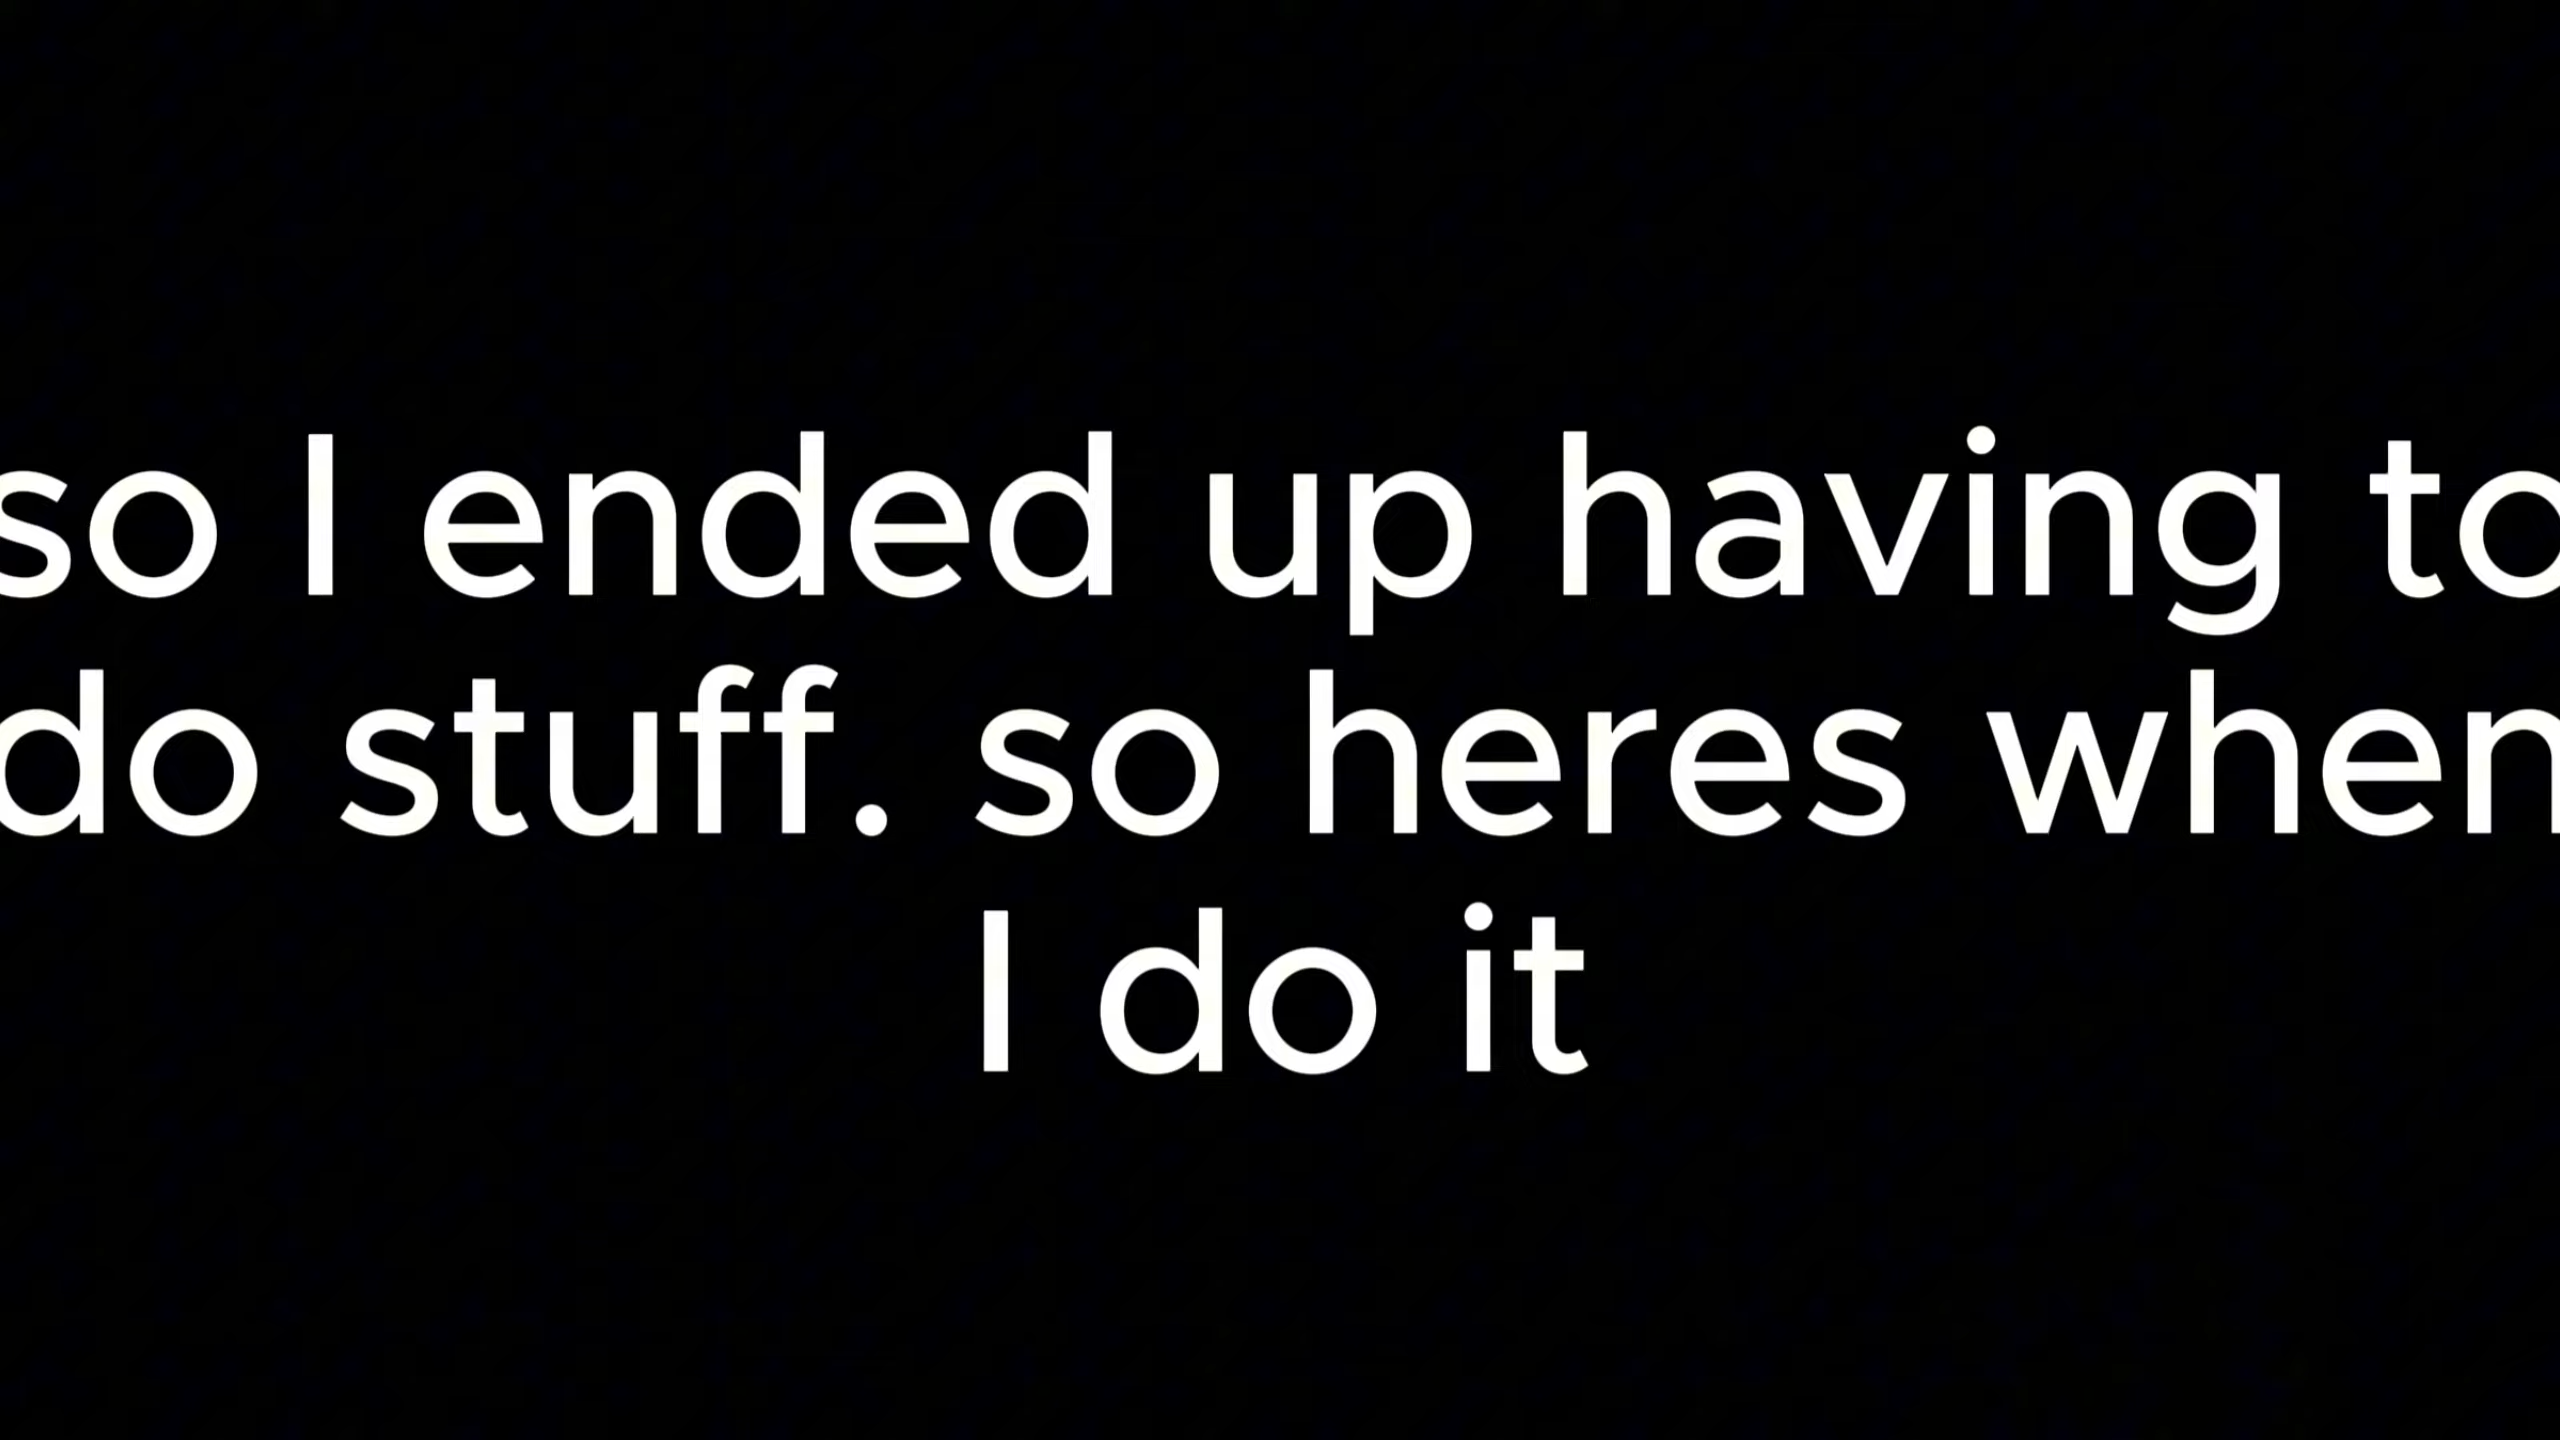 so I ended up having to
do stuff. so heres when
I do it